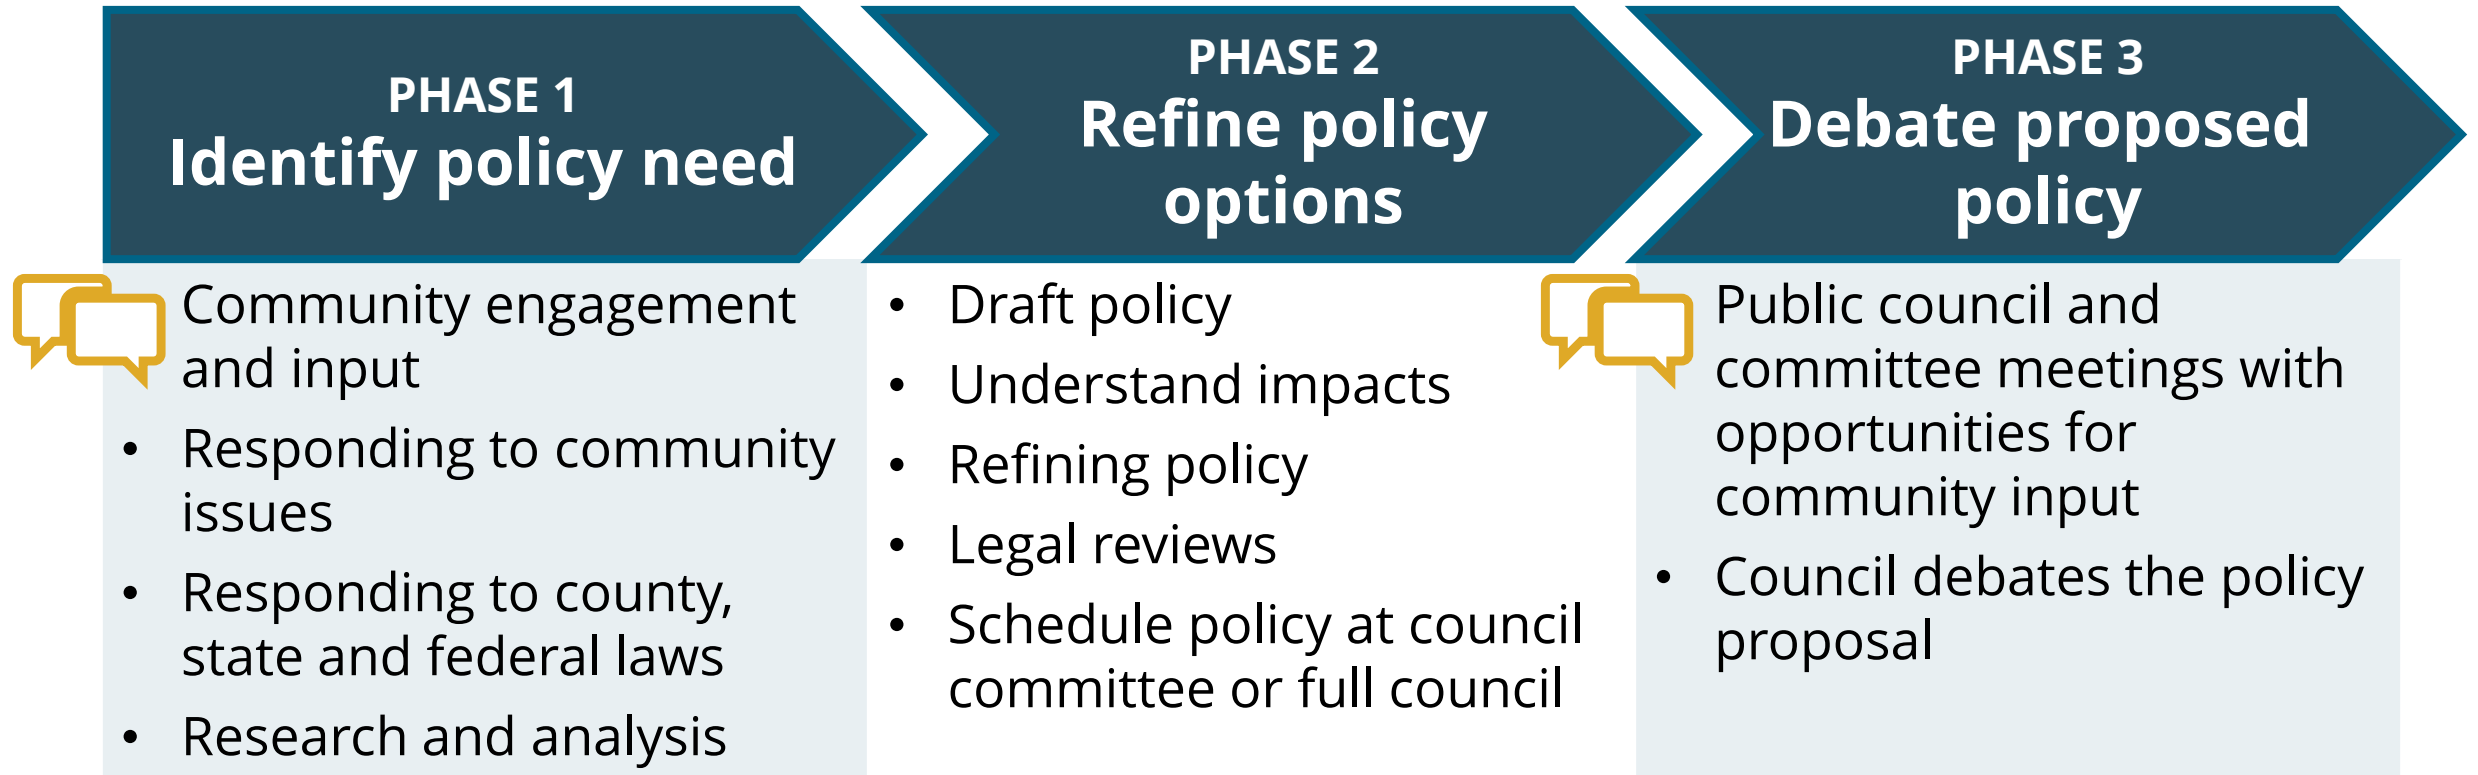 PHASE 1
Identify policy need
Community engagement
and input
• Responding to community
issues
• Responding to county,
state and federal laws
• Research and analysis
PHASE 2
Refine policy
options
• Draft policy
• Understand impacts
• Refining policy
• Legal reviews
• Schedule policy at council
committee or full council
PHASE 3
Debate proposed
policy
Public council and
committee meetings with
opportunities for
community input
• Council debates the policy
proposal